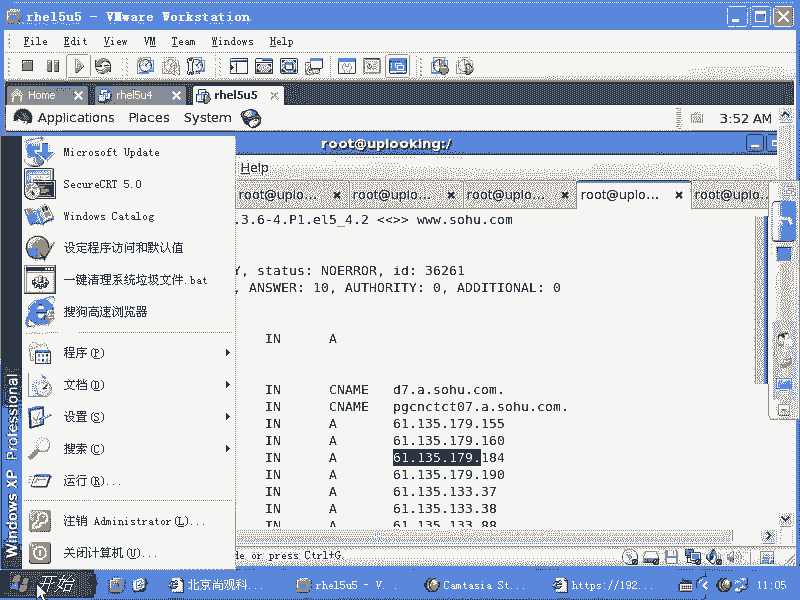 rhel5u5 - VMware Workstation
File Edit View VM Team Windows Help
Home rhel5u4 rhel5u5
Applications Places System 3:52 AM
root@uplooking:/
Help
root@uplo... root@uplo... root@uplo... root@uplo... root@uplo...
.3.6-4.P1.el5_4.2 <<>> www.sohu.com
Y, status: NOERROR, id: 36261
, ANSWER: 10, AUTHORITY: 0, ADDITIONAL: 0
IN A
IN CNAME d7.a.sohu.com.
IN CNAME pgcnctct07.a.sohu.com.
IN A 61.135.179.155
IN A 61.135.179.160
IN A 61.135.179.184
IN A 61.135.179.190
IN A 61.135.133.37
IN A 61.135.133.38
IN A 61.135.133.88
Microsoft Update
SecureCRT 5.0
Windows Catalog
设定程序访问和默认值
一键清理系统垃圾文件.bat
搜狗高速浏览器
程序(P)
文档(D)
设置(S)
搜索(C)
运行(R)...
注销 Administrator(L)...
关闭计算机(U)...
Windows XP Professional
de or press Ctrl+G.
开始 北京尚观科... rhel5u5 - V... Camtasia St... https://192... 11:05